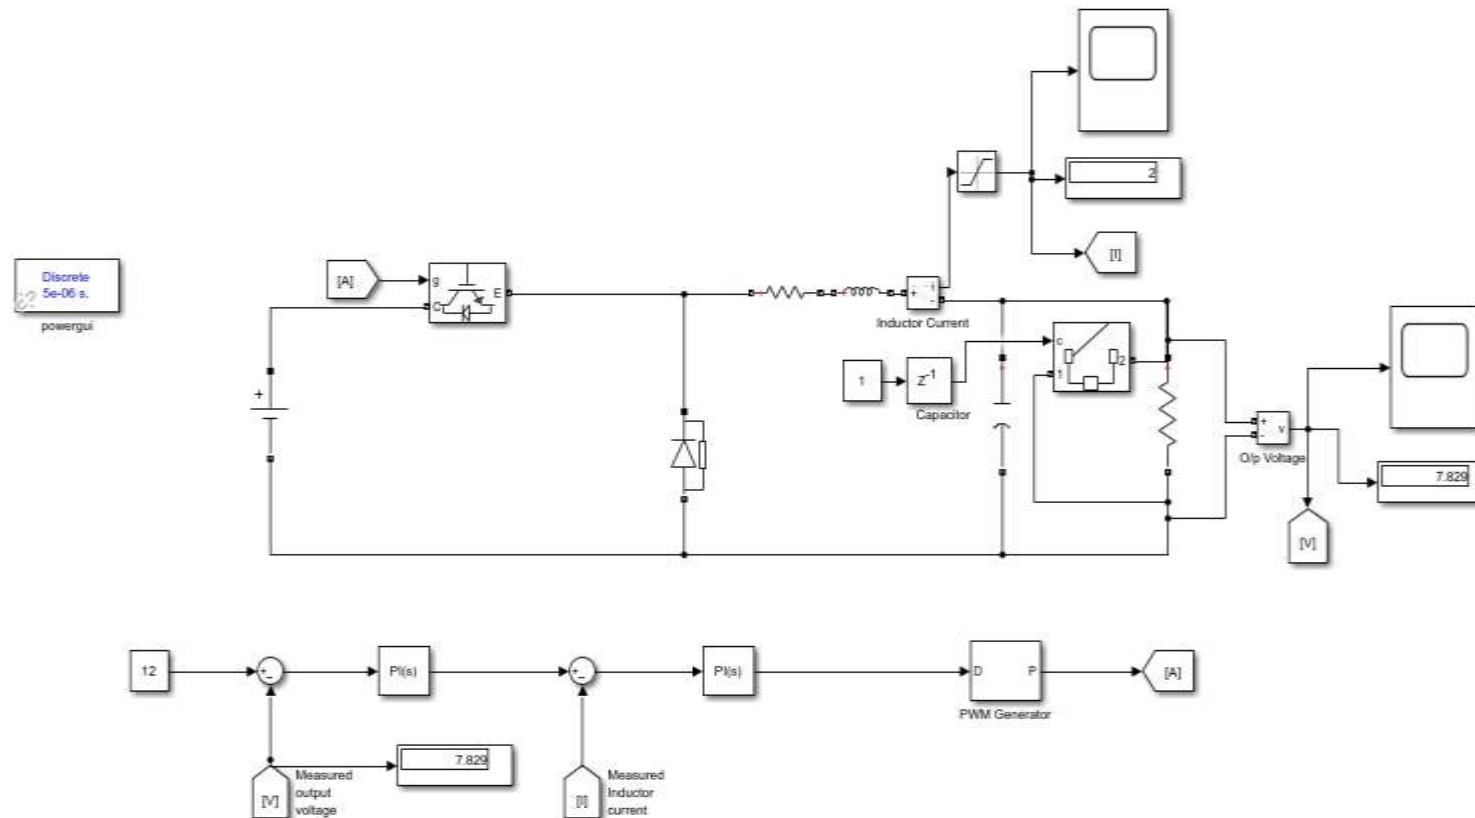 2
[I]
Discrete
5e-06 s.
powergui
[A]
g
C
E
+
+
i
-
Inductor Current
1
Z-1
Capacitor
c
1
2
+
-
v
O/p Voltage
7.829
[V]
12
+
-
PI(s)
+
-
PI(s)
D
P
PWM Generator
[A]
7.829
[V]
Measured
output
voltage
[I]
Measured
Inductor
current